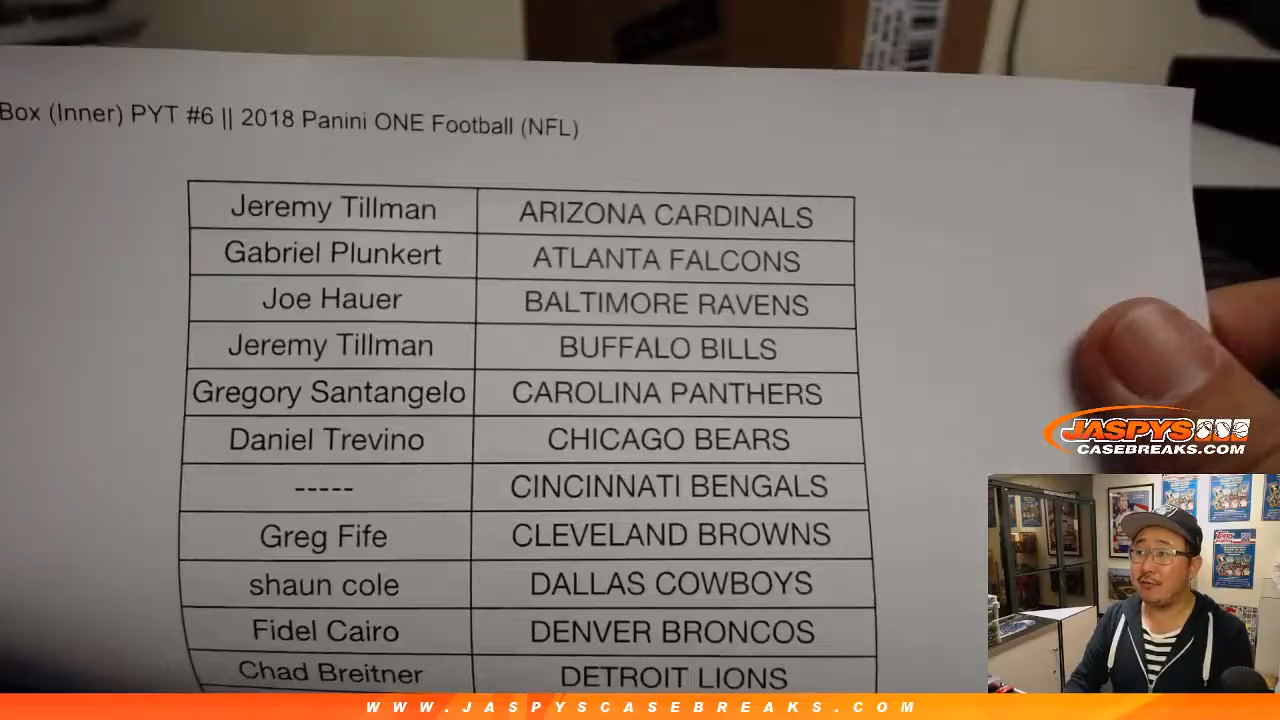 Box (Inner) PYT #6 || 2018 Panini ONE Football (NFL)
Jeremy Tillman ARIZONA CARDINALS
Gabriel Plunkert ATLANTA FALCONS
Joe Hauer BALTIMORE RAVENS
Jeremy Tillman BUFFALO BILLS
Gregory Santangelo CAROLINA PANTHERS
Daniel Trevino CHICAGO BEARS
----- CINCINNATI BENGALS
Greg Fife CLEVELAND BROWNS
shaun cole DALLAS COWBOYS
Fidel Cairo DENVER BRONCOS
Chad Breitner DETROIT LIONS
JASPYS
CASEBREAKS.COM
WWW.JASPYSCASEBREAKS.COM